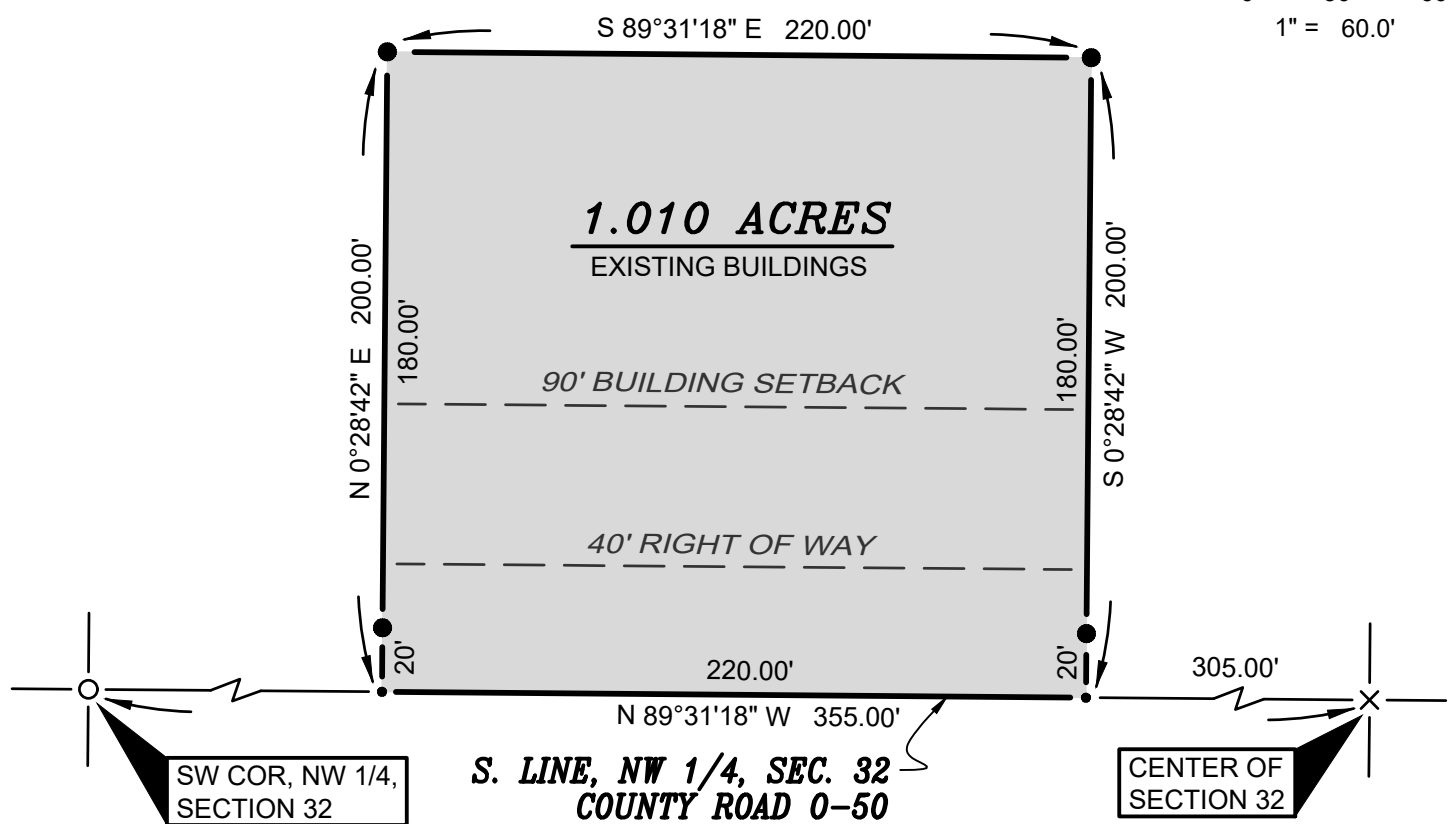 1" = 60.0'
S 89°31'18" E 220.00'
1.010 ACRES
EXISTING BUILDINGS
N 0°28'42" E 200.00'
180.00'
180.00'
S 0°28'42" W 200.00'
90' BUILDING SETBACK
40' RIGHT OF WAY
20'
20'
220.00'
305.00'
N 89°31'18" W 355.00'
SW COR, NW 1/4,
SECTION 32
S. LINE, NW 1/4, SEC. 32
COUNTY ROAD 0-50
CENTER OF
SECTION 32